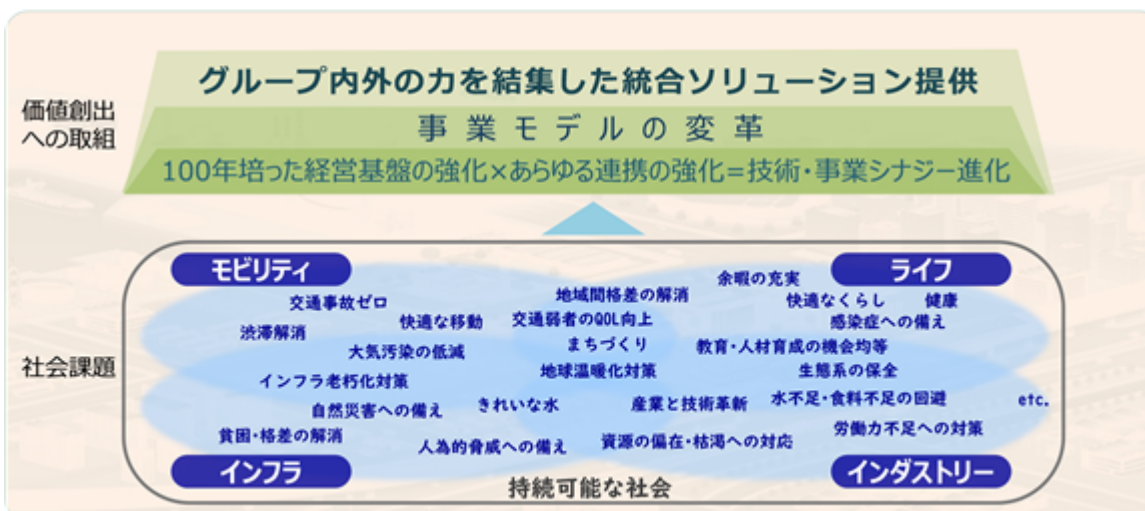 価値創出
への取組
グループ内外の力を結集した統合ソリューション提供
事業モデルの変革
100年培った経営基盤の強化×あらゆる連携の強化=技術・事業シナジー進化
社会課題
モビリティ
ライフ
余暇の充実
交通事故ゼロ
地域間格差の解消
快適なくらし
健康
渋滞解消
快適な移動
交通弱者のQOL向上
感染症への備え
大気汚染の低減
まちづくり
教育・人材育成の機会均等
インフラ老朽化対策
地球温暖化対策
生態系の保全
自然災害への備え
きれいな水
産業と技術革新
水不足・食料不足の回避
etc.
貧困・格差の解消
人為的脅威への備え
資源の偏在・枯渇への対応
労働力不足への対策
インフラ
インダストリー
持続可能な社会